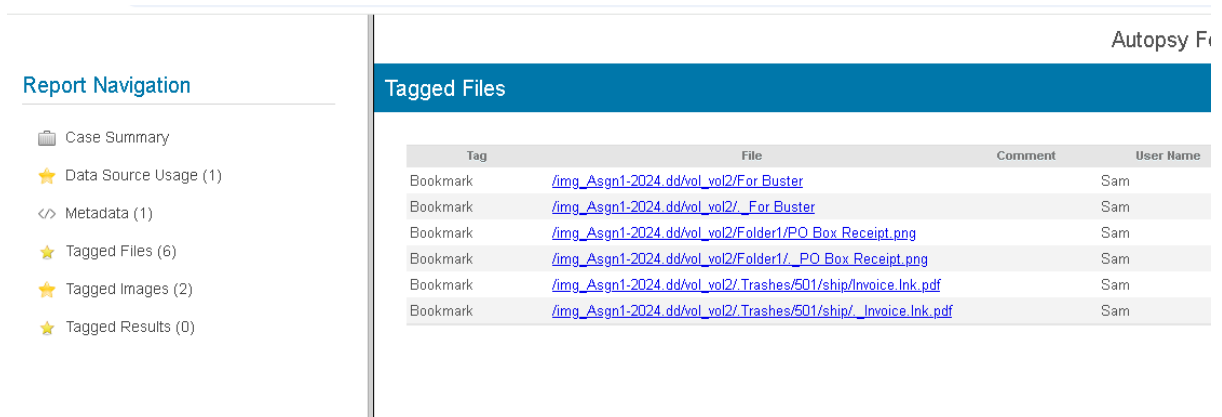 Autopsy Fo
Report Navigation
Tagged Files
Case Summary
Data Source Usage (1)
Metadata (1)
Tagged Files (6)
Tagged Images (2)
Tagged Results (0)
Tag File Comment User Name
Bookmark /img_Asgn1-2024.dd/vol_vol2/For Buster Sam
Bookmark /img_Asgn1-2024.dd/vol_vol2/._For Buster Sam
Bookmark /img_Asgn1-2024.dd/vol_vol2/Folder1/PO Box Receipt.png Sam
Bookmark /img_Asgn1-2024.dd/vol_vol2/Folder1/._PO Box Receipt.png Sam
Bookmark /img_Asgn1-2024.dd/vol_vol2/.Trashes/501/ship/Invoice.Ink.pdf Sam
Bookmark /img_Asgn1-2024.dd/vol_vol2/.Trashes/501/ship/._Invoice.Ink.pdf Sam